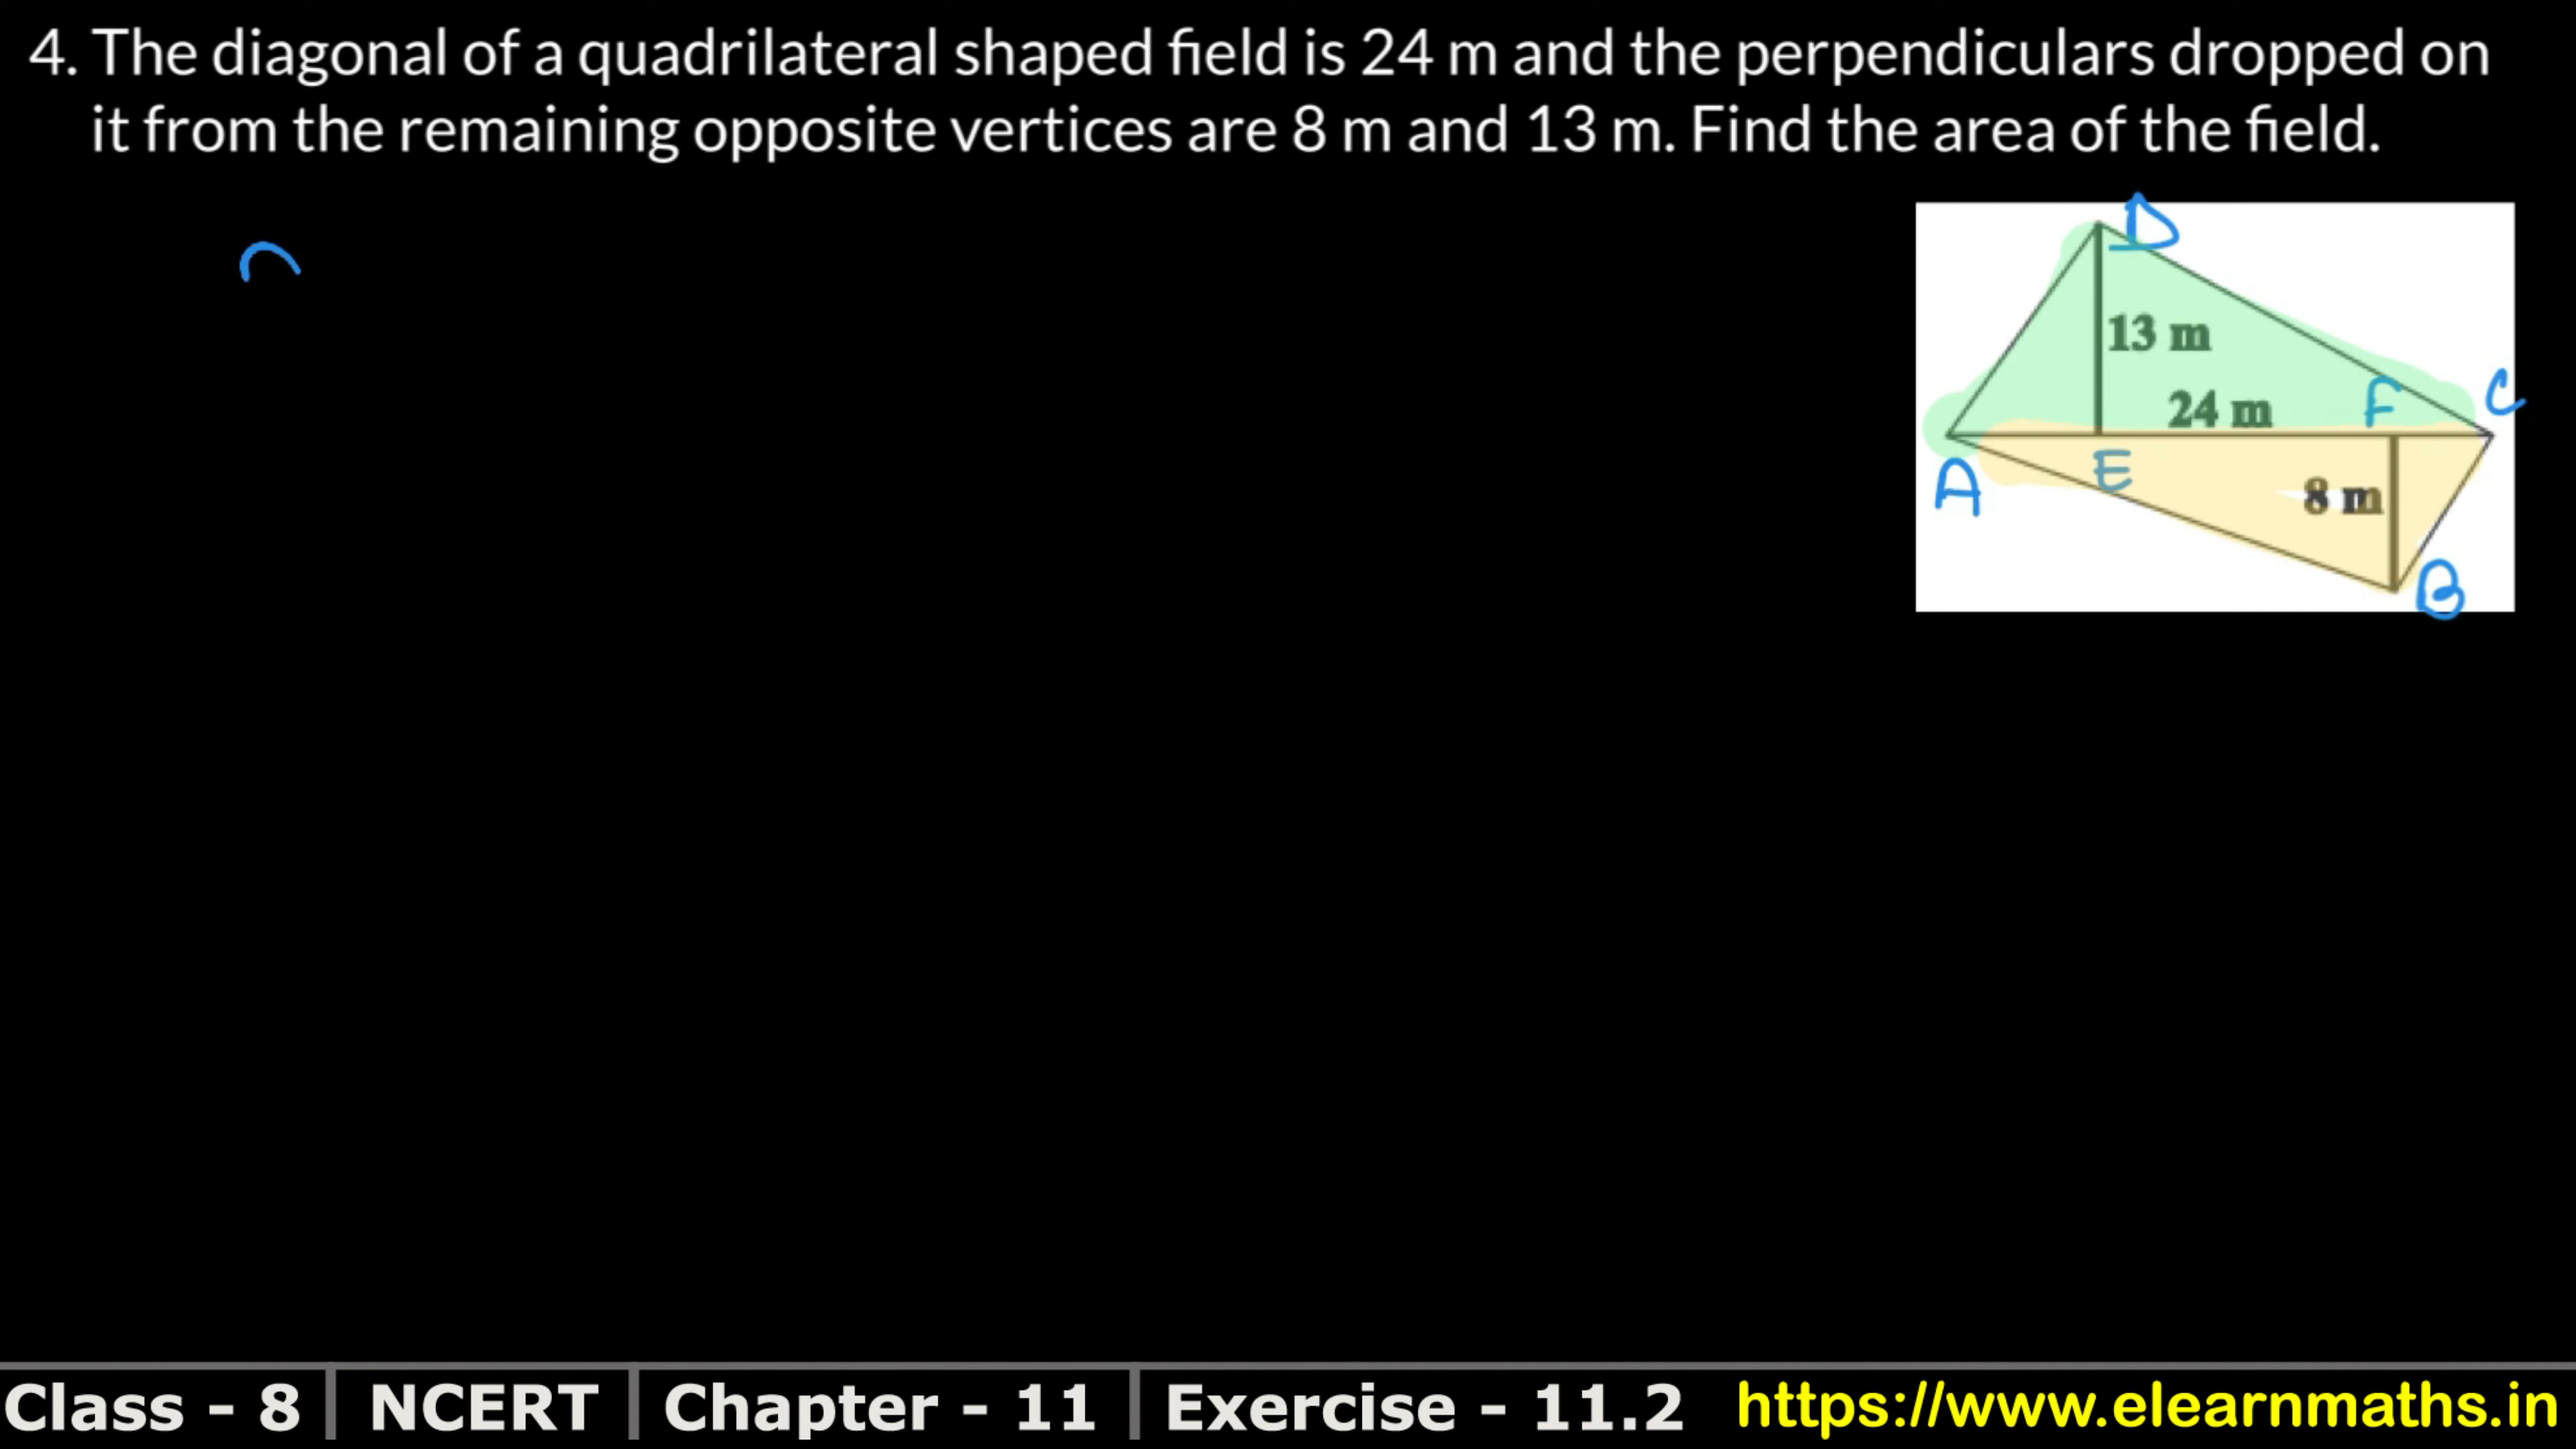 4. The diagonal of a quadrilateral shaped field is 24 m and the perpendiculars dropped on
it from the remaining opposite vertices are 8 m and 13 m. Find the area of the field.
D
13 m
24 m
F
C
A
E
8 m
B
Class - 8 | NCERT | Chapter - 11 | Exercise - 11.2 https://www.elearnmaths.in